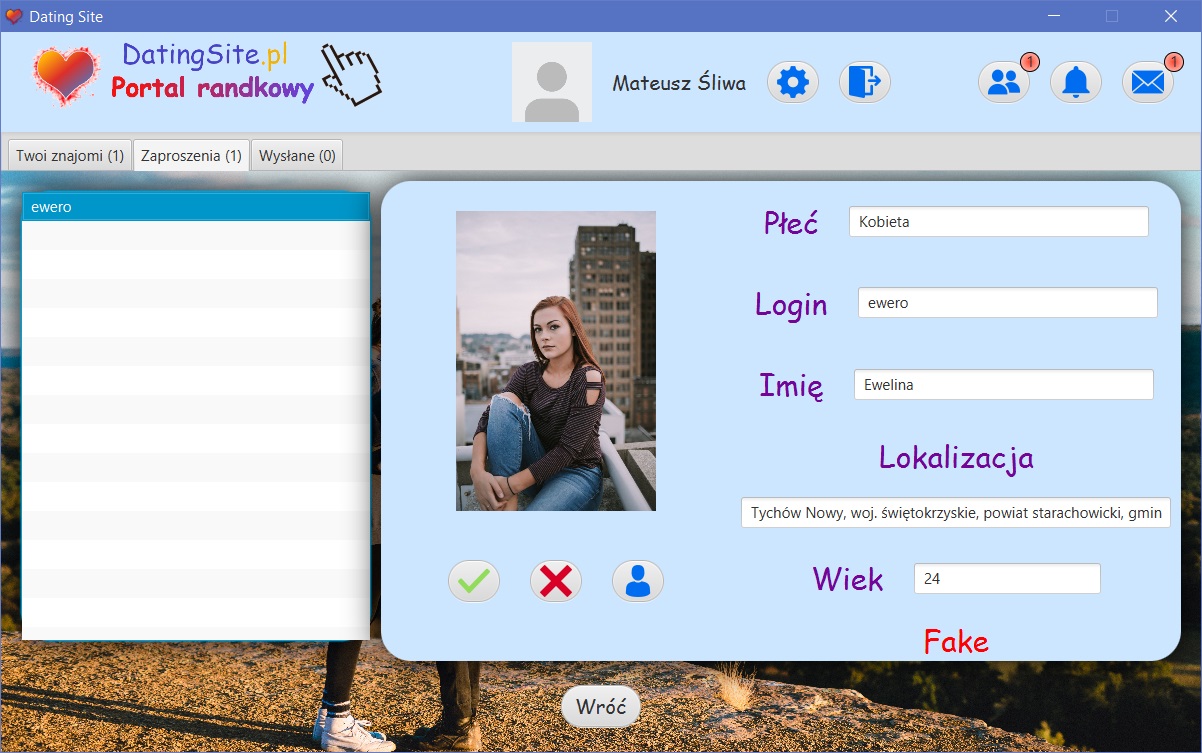 Dating Site
DatingSite.pl
Portal randkowy
Mateusz Śliwa
1
1
Twoi znajomi (1)
Zaproszenia (1)
Wysłane (0)
ewero
Płeć
Kobieta
Login
ewero
Imię
Ewelina
Lokalizacja
Tychów Nowy, woj. świętokrzyskie, powiat starachowicki, gmin
Wiek
24
Fake
Wróć